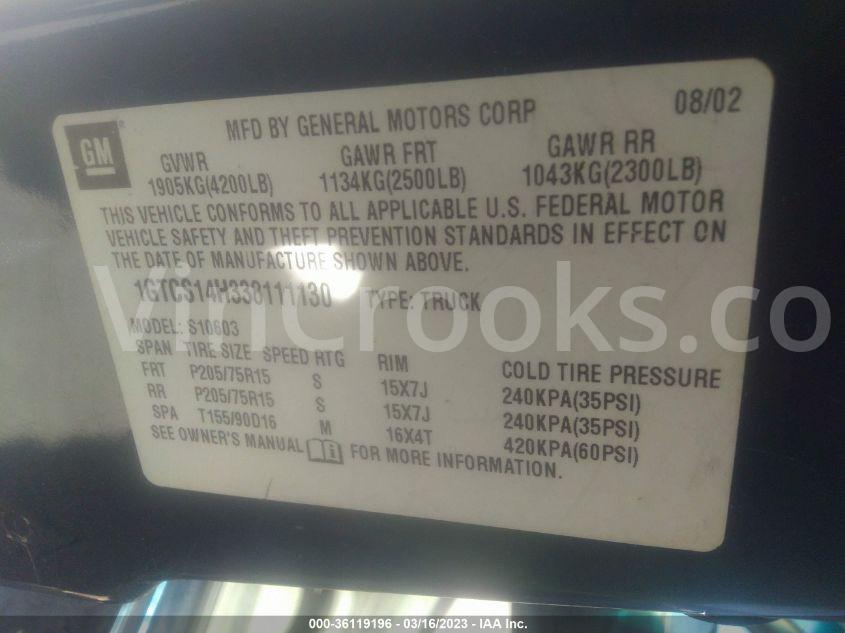 08/02
MFD BY GENERAL MOTORS CORP
GM
GVWR GAWR FRT GAWR RR
1905KG(4200LB) 1134KG(2500LB) 1043KG(2300LB)
THIS VEHICLE CONFORMS TO ALL APPLICABLE U.S. FEDERAL MOTOR
VEHICLE SAFETY AND THEFT PREVENTION STANDARDS IN EFFECT ON
THE DATE OF MANUFACTURE SHOWN ABOVE.
1GTCS14H338111130 TYPE: TRUCK
VinCrooks.co
MODEL: S10603
SPAN TIRE SIZE SPEED RTG RIM COLD TIRE PRESSURE
FRT P205/75R15 S 15X7J 240KPA(35PSI)
RR P205/75R15 S 15X7J 240KPA(35PSI)
SPA T155/90D16 M 16X4T 420KPA(60PSI)
SEE OWNER'S MANUAL FOR MORE INFORMATION.
000-36119196 - 03/16/2023 - IAA Inc.